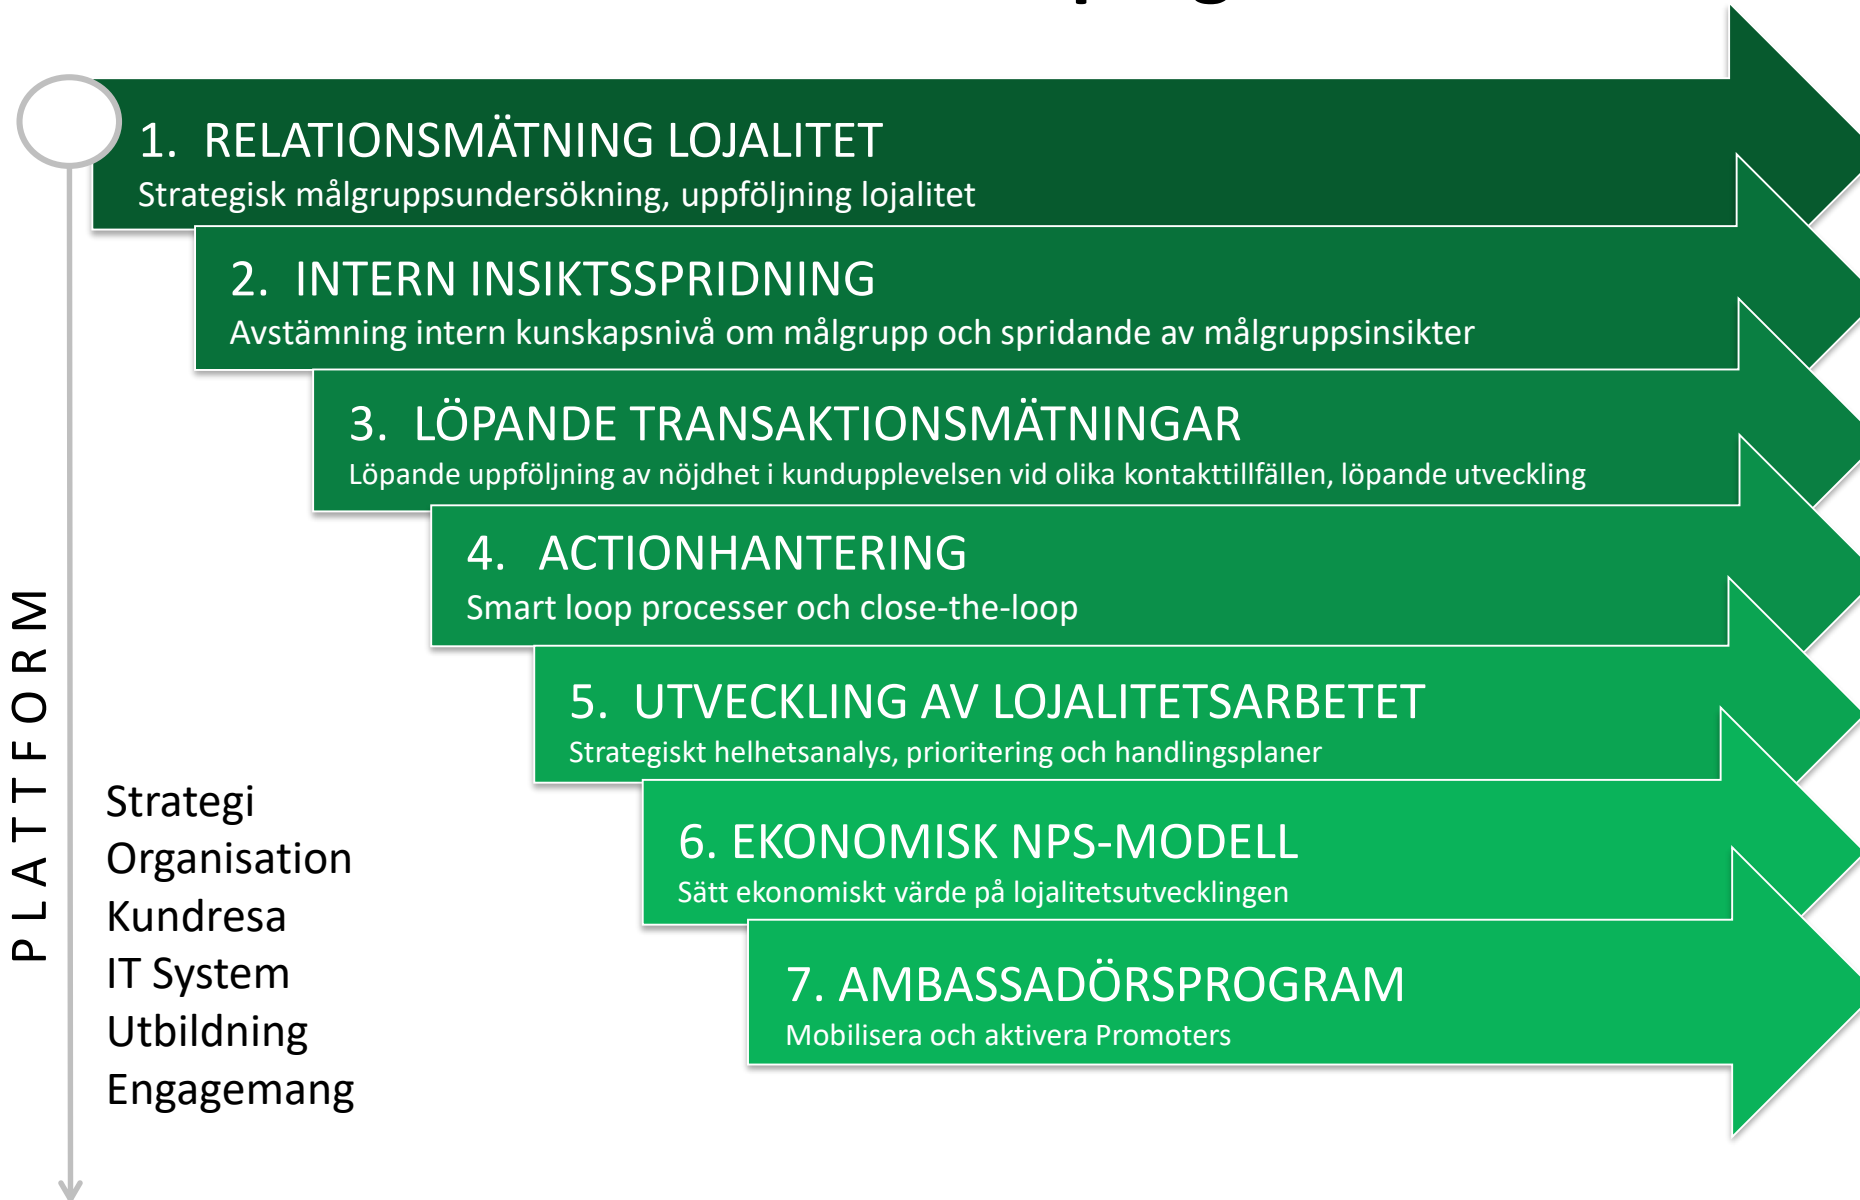 1. RELATIONSMÄTNING LOJALITET
Strategisk målgruppsundersökning, uppföljning lojalitet
2. INTERN INSIKTSSPRIDNING
Avstämning intern kunskapsnivå om målgrupp och spridande av målgruppsinsikter
3. LÖPANDE TRANSAKTIONSMÄTNINGAR
Löpande uppföljning av nöjdhet i kundupplevelsen vid olika kontakttillfällen, löpande utveckling
4. ACTIONHANTERING
Smart loop processer och close-the-loop
5. UTVECKLING AV LOJALITETSARBETET
Strategiskt helhetsanalys, prioritering och handlingsplaner
6. EKONOMISK NPS-MODELL
Sätt ekonomiskt värde på lojalitetsutvecklingen
7. AMBASSADÖRSPROGRAM
Mobilisera och aktivera Promoters
PLATTFORM
Strategi
Organisation
Kundresa
IT System
Utbildning
Engagemang